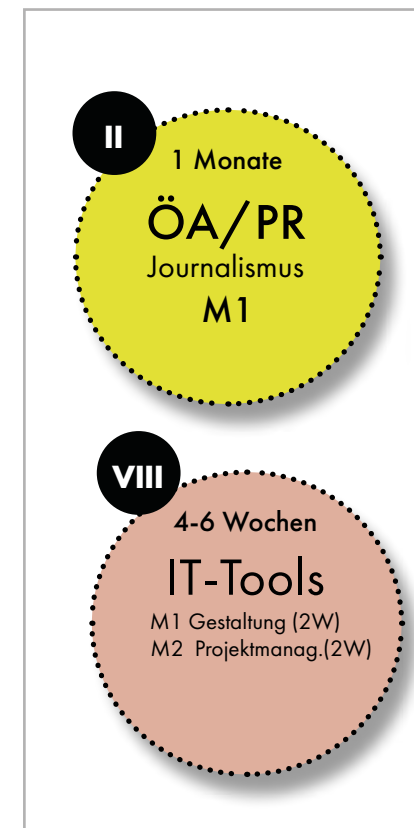 II
1 Monate
ÖA/PR
Journalismus
M1
VIII
4-6 Wochen
IT-Tools
M1 Gestaltung (2W)
M2 Projektmanag.(2W)